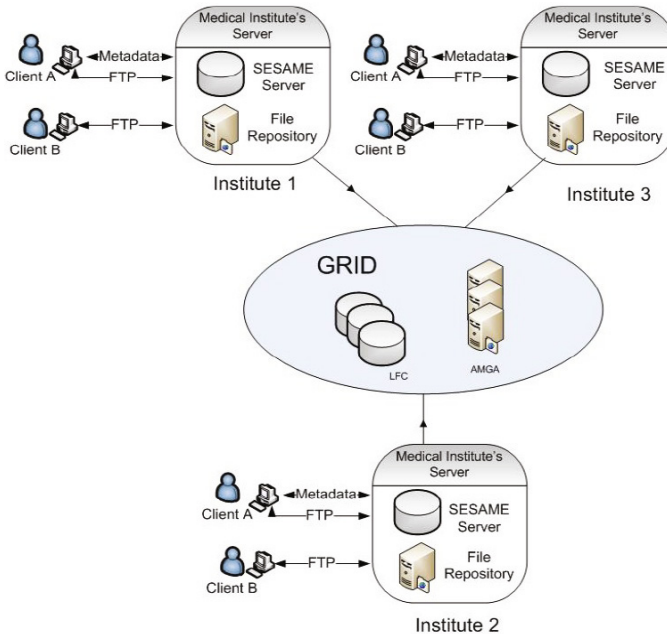 Medical Institute's
Server
Metadata
Client A
FTP
SESAME
Server
FTP
Client B
File
Repository
Institute 1
Medical Institute's
Server
Metadata
Client A
FTP
SESAME
Server
FTP
Client B
File
Repository
Institute 3
GRID
LFC
AMGA
Medical Institute's
Server
Metadata
Client A
FTP
SESAME
Server
FTP
Client B
File
Repository
Institute 2